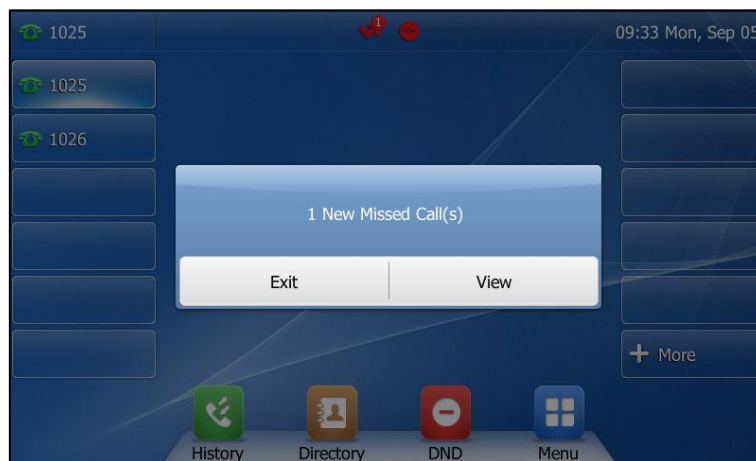 1025
1
09:33 Mon, Sep 05
1025
1026
1 New Missed Call(s)
Exit
View
More
History
Directory
DND
Menu